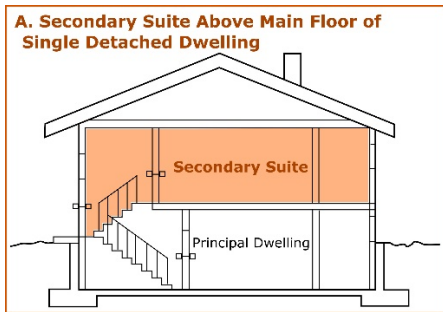 A. Secondary Suite Above Main Floor of
Single Detached Dwelling
Secondary Suite
Principal Dwelling